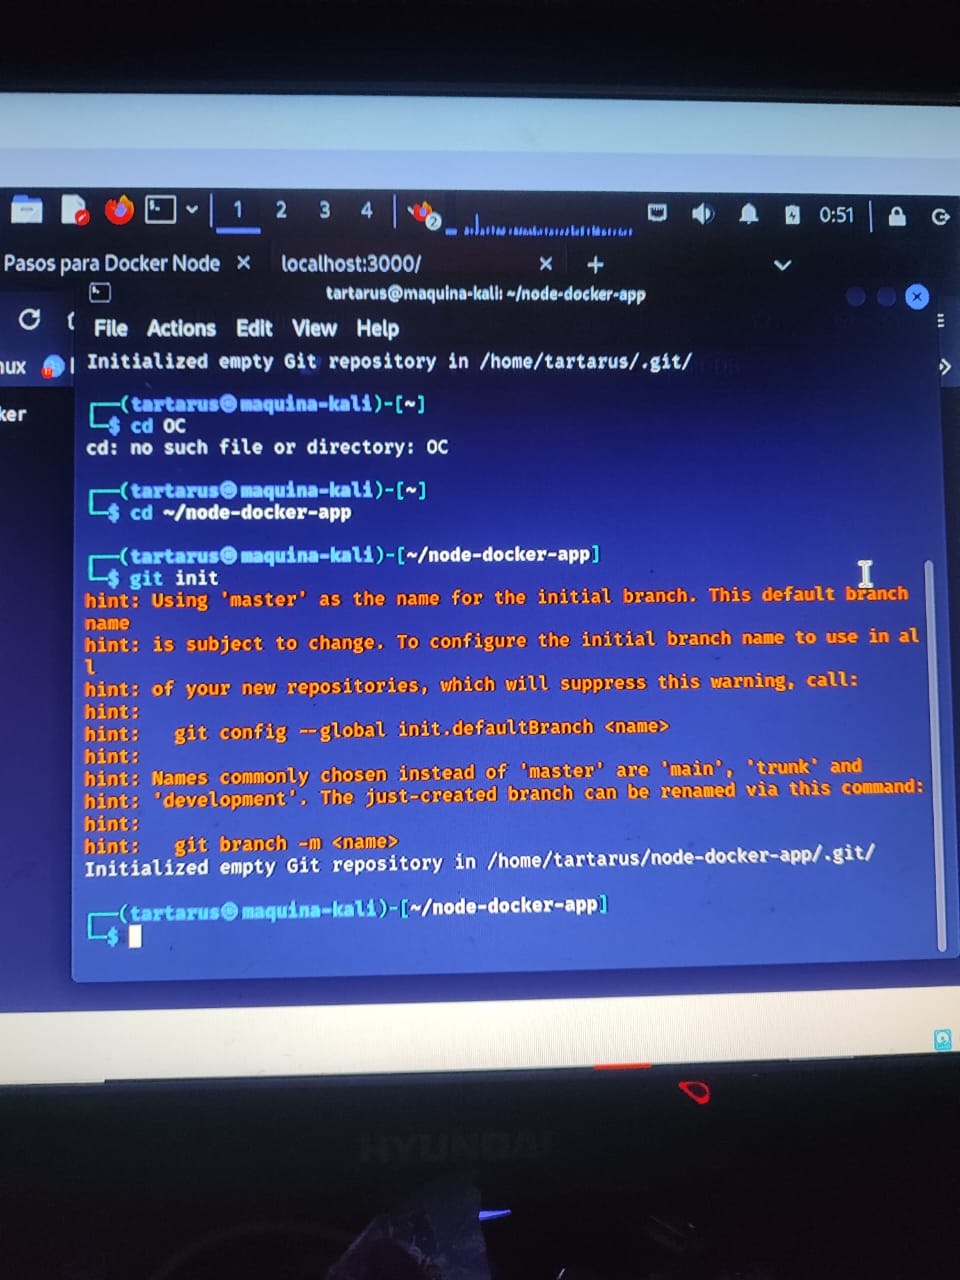 1 2 3 4 2 0:51
Pasos para Docker Node × localhost:3000/ × +
tartarus@maquina-kali: ~/node-docker-app
File Actions Edit View Help
nux
ker
Initialized empty Git repository in /home/tartarus/.git/
┌──(tartarus㉿maquina-kali)-[~]
└─$ cd OC
cd: no such file or directory: OC
┌──(tartarus㉿maquina-kali)-[~]
└─$ cd ~/node-docker-app
┌──(tartarus㉿maquina-kali)-[~/node-docker-app]
└─$ git init
hint: Using 'master' as the name for the initial branch. This default branch
name
hint: is subject to change. To configure the initial branch name to use in al
l
hint: of your new repositories, which will suppress this warning, call:
hint:
hint:   git config --global init.defaultBranch <name>
hint:
hint: Names commonly chosen instead of 'master' are 'main', 'trunk' and
hint: 'development'. The just-created branch can be renamed via this command:
hint:
hint:   git branch -m <name>
Initialized empty Git repository in /home/tartarus/node-docker-app/.git/
┌──(tartarus㉿maquina-kali)-[~/node-docker-app]
└─$
HYUNDAI